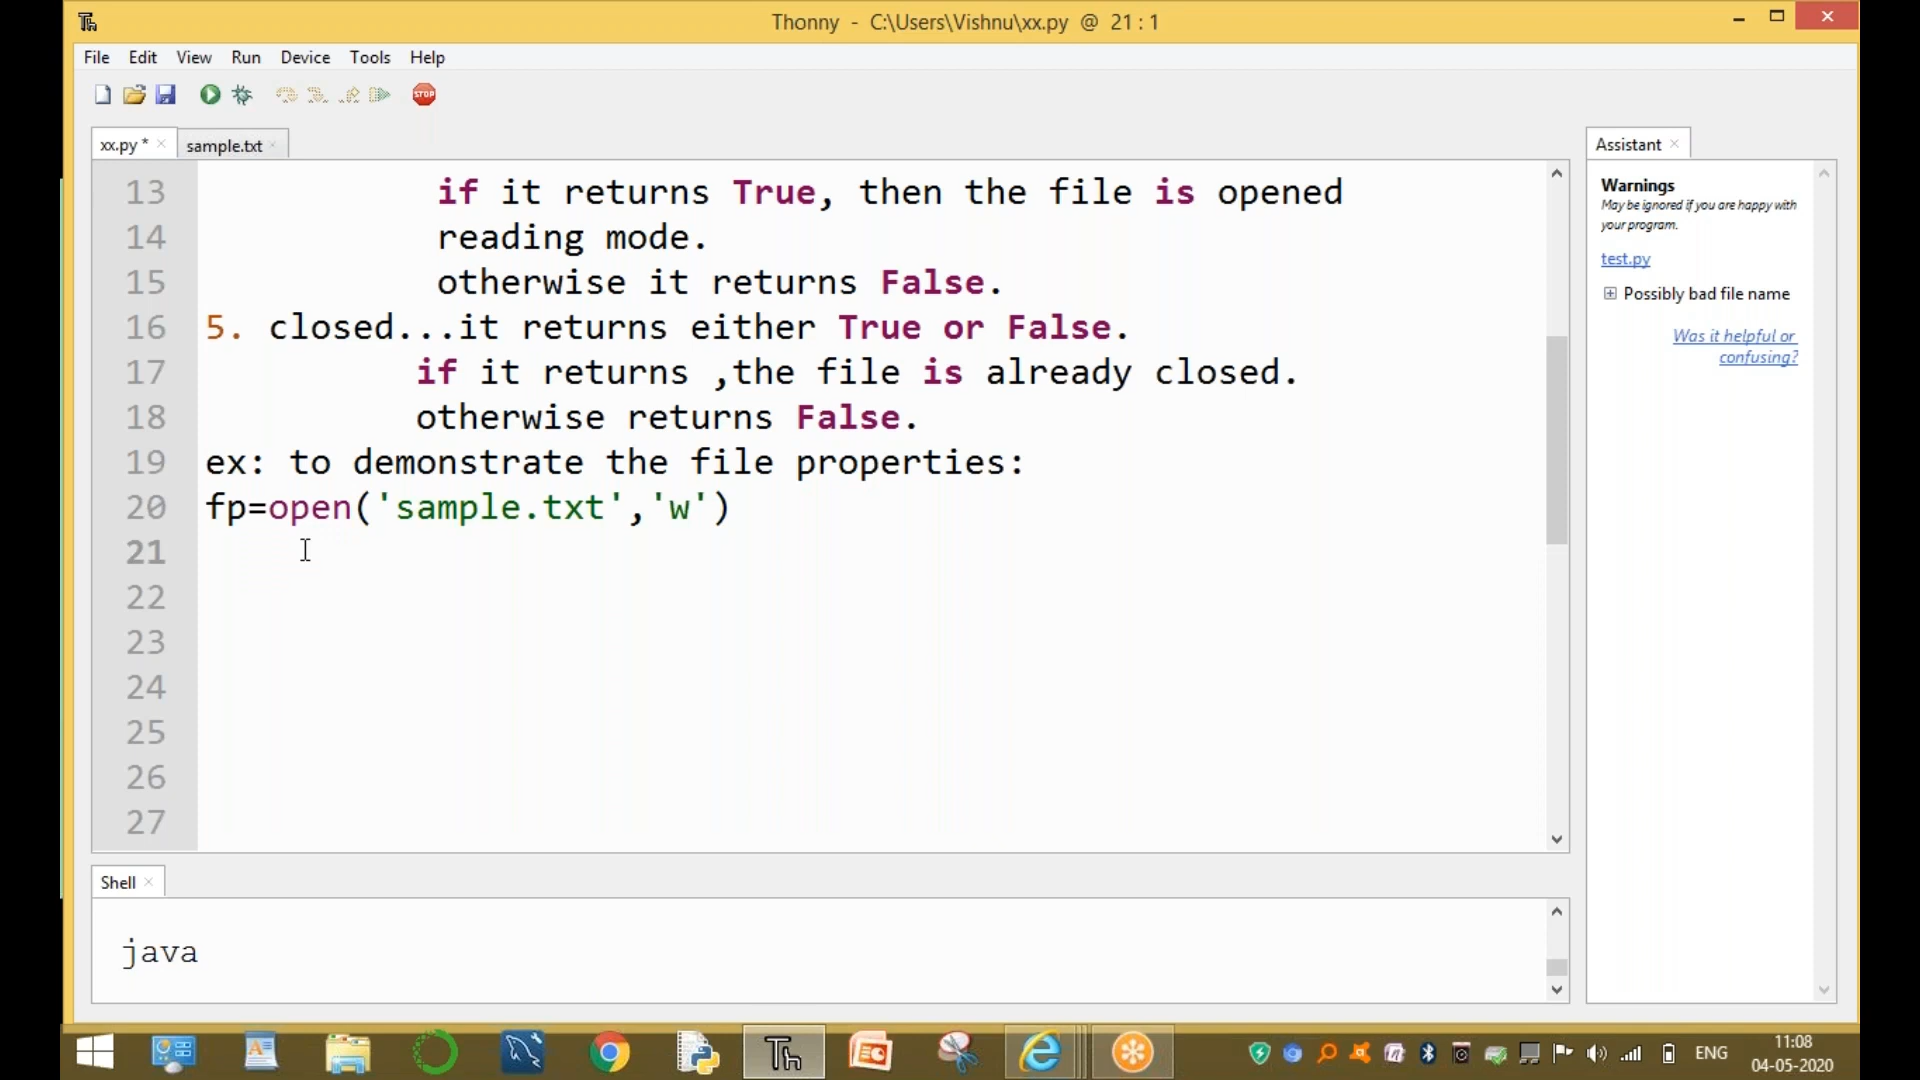 Th
Thonny - C:\Users\Vishnu\xx.py @ 21 : 1
File Edit View Run Device Tools Help
STOP
xx.py * sample.txt
Assistant
13 if it returns True, then the file is opened
14 reading mode.
15 otherwise it returns False.
16 5. closed...it returns either True or False.
17 if it returns ,the file is already closed.
18 otherwise returns False.
19 ex: to demonstrate the file properties:
20 fp=open('sample.txt','w')
21
22
23
24
25
26
27
Warnings
May be ignored if you are happy with
your program.
test.py
Possibly bad file name
Was it helpful or
confusing?
Shell
java
Th
ENG
11:08
04-05-2020